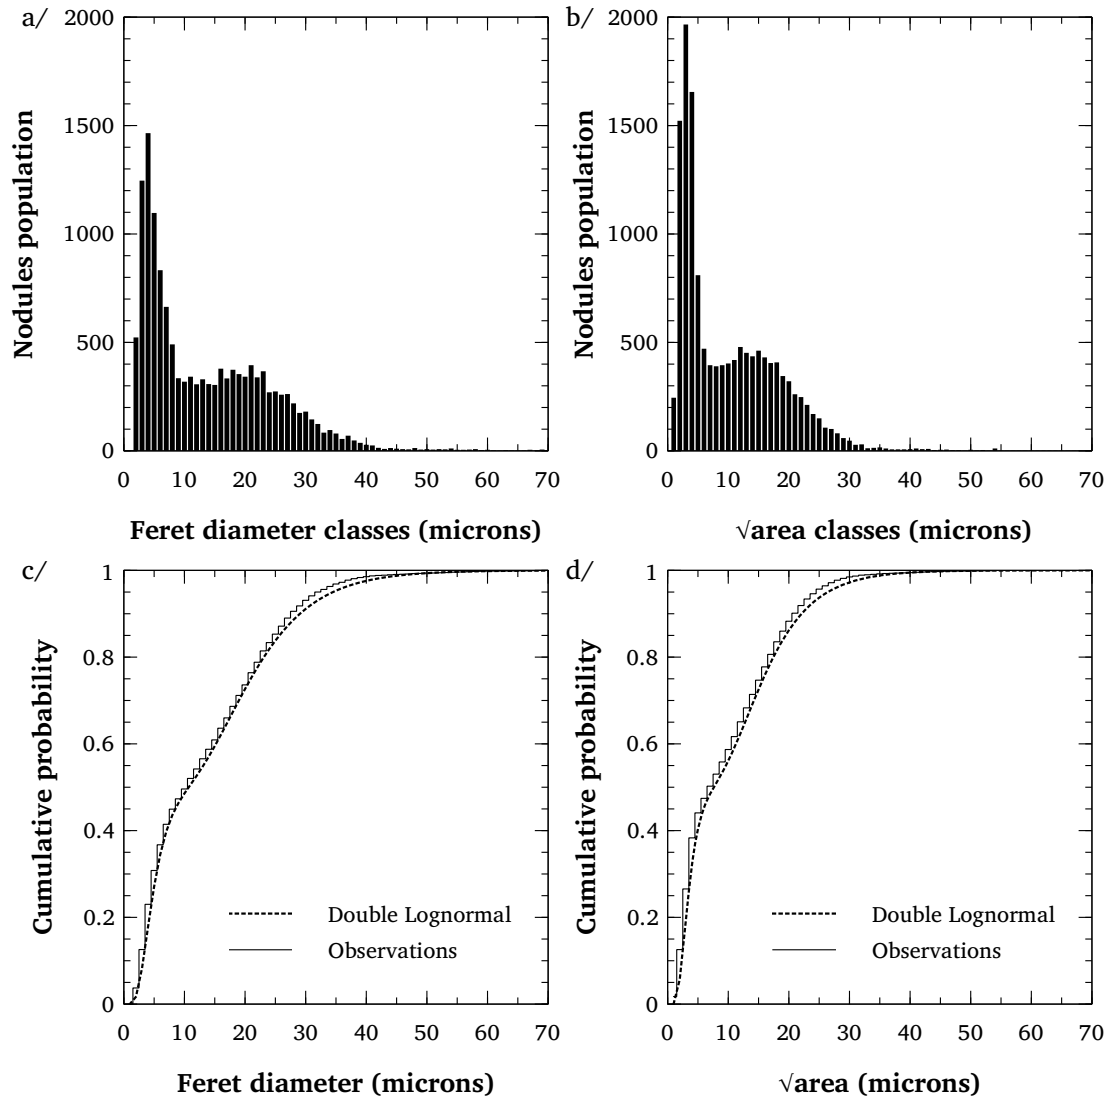 a/
2000
1500
1000
500
0
Nodules population
0 10 20 30 40 50 60 70
Feret diameter classes (microns)
b/
2000
1500
1000
500
0
Nodules population
0 10 20 30 40 50 60 70
√area classes (microns)
c/
1
0.8
0.6
0.4
0.2
0
Cumulative probability
Double Lognormal
Observations
0 10 20 30 40 50 60 70
Feret diameter (microns)
d/
1
0.8
0.6
0.4
0.2
0
Cumulative probability
Double Lognormal
Observations
0 10 20 30 40 50 60 70
√area (microns)